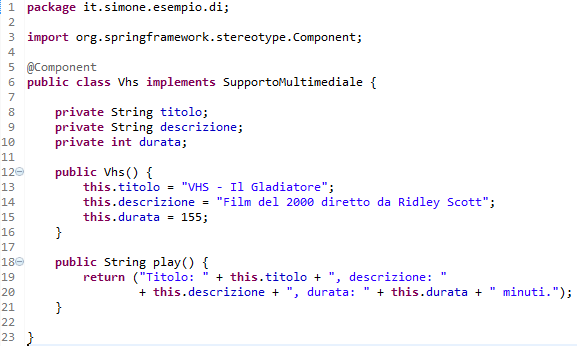 1 package it.simone.esempio.di;
2
3 import org.springframework.stereotype.Component;
4
5 @Component
6 public class Vhs implements SupportoMultimediale {
7
8     private String titolo;
9     private String descrizione;
10     private int durata;
11
12     public Vhs() {
13         this.titolo = "VHS - Il Gladiatore";
14         this.descrizione = "Film del 2000 diretto da Ridley Scott";
15         this.durata = 155;
16     }
17
18     public String play() {
19         return ("Titolo: " + this.titolo + ", descrizione: "
20                 + this.descrizione + ", durata: " + this.durata + " minuti.");
21     }
22
23 }